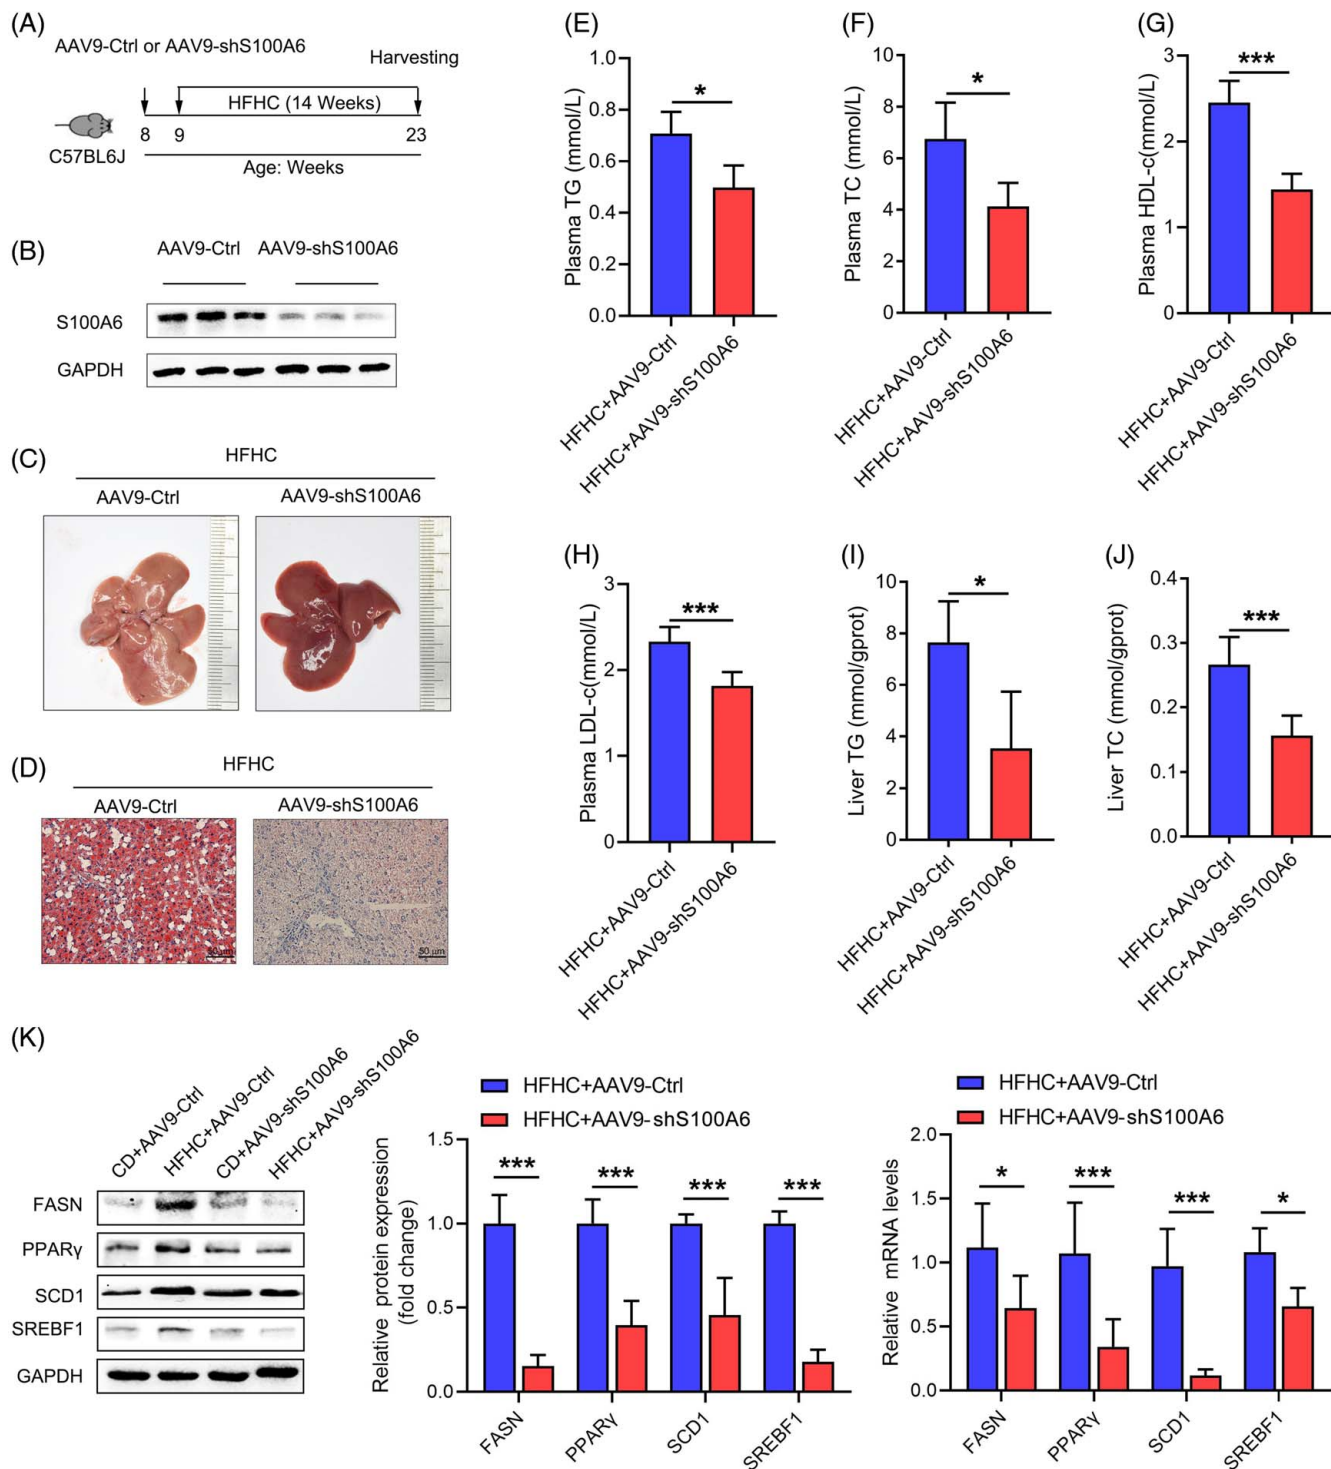 (A)
AAV9-Ctrl or AAV9-shS100A6
Harvesting
HFHC (14 Weeks)
8 9 23
C57BL6J
Age: Weeks
(B)
AAV9-Ctrl AAV9-shS100A6
S100A6
GAPDH
(C)
HFHC
AAV9-Ctrl AAV9-shS100A6
(D)
HFHC
AAV9-Ctrl AAV9-shS100A6
50 µm 50 µm
(E)
Plasma TG (mmol/L)
1.0
0.8
0.6
0.4
0.2
0.0
*
HFHC+AAV9-Ctrl
HFHC+AAV9-shS100A6
(F)
Plasma TC (mmol/L)
10
8
6
4
2
0
*
HFHC+AAV9-Ctrl
HFHC+AAV9-shS100A6
(G)
Plasma HDL-c(mmol/L)
3
2
1
0
***
HFHC+AAV9-Ctrl
HFHC+AAV9-shS100A6
(H)
Plasma LDL-c(mmol/L)
3
2
1
0
***
HFHC+AAV9-Ctrl
HFHC+AAV9-shS100A6
(I)
Liver TG (mmol/gprot)
10
8
6
4
2
0
*
HFHC+AAV9-Ctrl
HFHC+AAV9-shS100A6
(J)
Liver TC (mmol/gprot)
0.4
0.3
0.2
0.1
0.0
***
HFHC+AAV9-Ctrl
HFHC+AAV9-shS100A6
(K)
CD+AAV9-Ctrl
HFHC+AAV9-Ctrl
CD+AAV9-shS100A6
HFHC+AAV9-shS100A6
FASN
PPARγ
SCD1
SREBF1
GAPDH
HFHC+AAV9-Ctrl
HFHC+AAV9-shS100A6
Relative protein expression
(fold change)
1.5
1.0
0.5
0.0
*** *** *** ***
FASN
PPARγ
SCD1
SREBF1
HFHC+AAV9-Ctrl
HFHC+AAV9-shS100A6
Relative mRNA levels
2.0
1.5
1.0
0.5
0.0
* *** *** *
FASN
PPARγ
SCD1
SREBF1